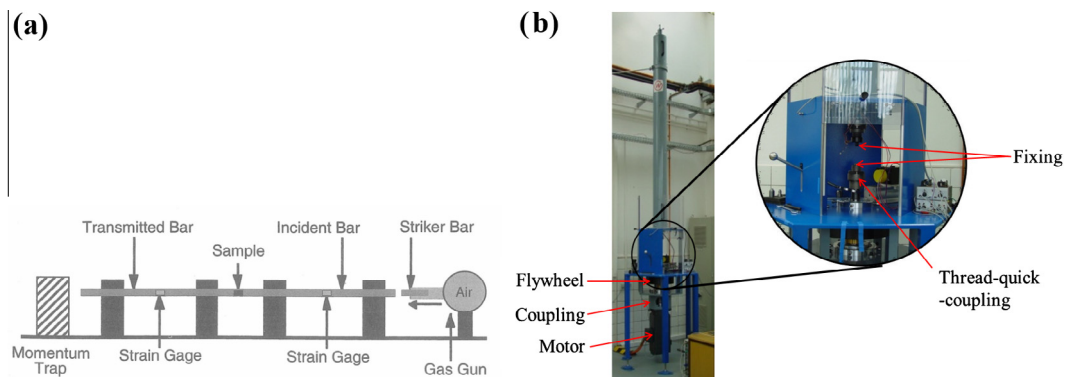 (a)
Transmitted Bar
Incident Bar
Striker Bar
Sample
Air
Momentum
Trap
Strain Gage
Strain Gage
Gas Gun
(b)
Fixing
Thread-quick
-coupling
Flywheel
Coupling
Motor